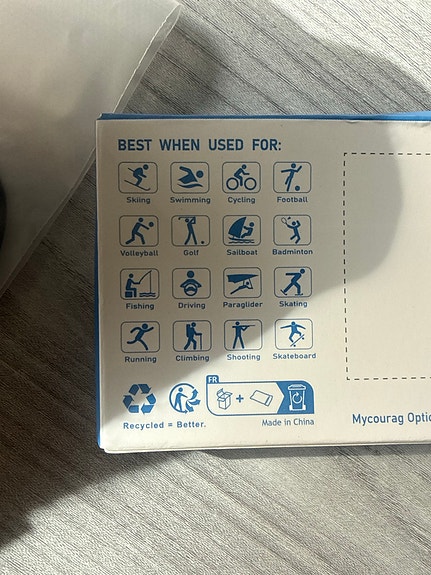 BEST WHEN USED FOR:
Skiing Swimming Cycling Football
Volleyball Golf Sailboat Badminton
Fishing Driving Paraglider Skating
Running Climbing Shooting Skateboard
FR
Recycled = Better. Made in China
Mycourag Optic